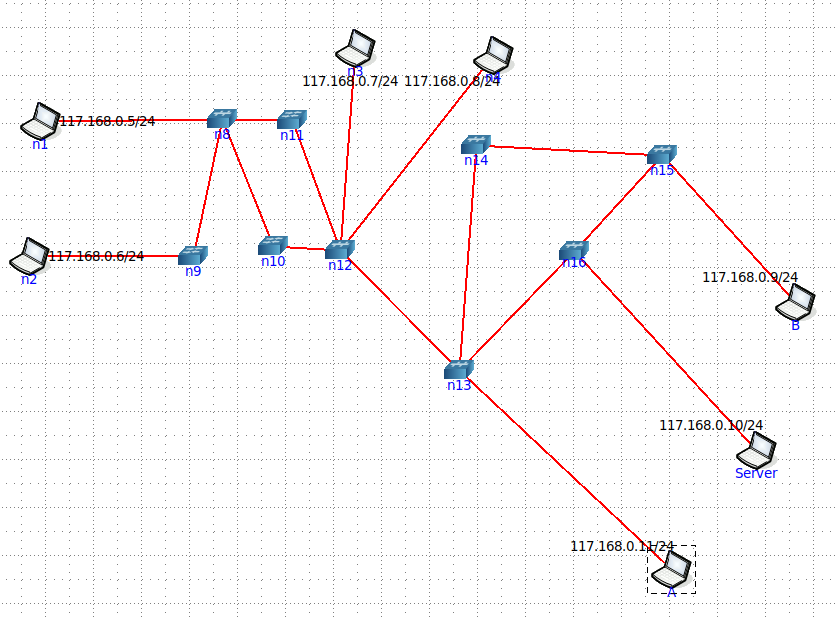 n3
117.168.0.7/24
117.168.0.8/24
n4
117.168.0.5/24
n1
n8
n11
n14
n15
117.168.0.6/24
n2
n9
n10
n12
n16
117.168.0.9/24
B
n13
117.168.0.10/24
Server
117.168.0.11/24
A